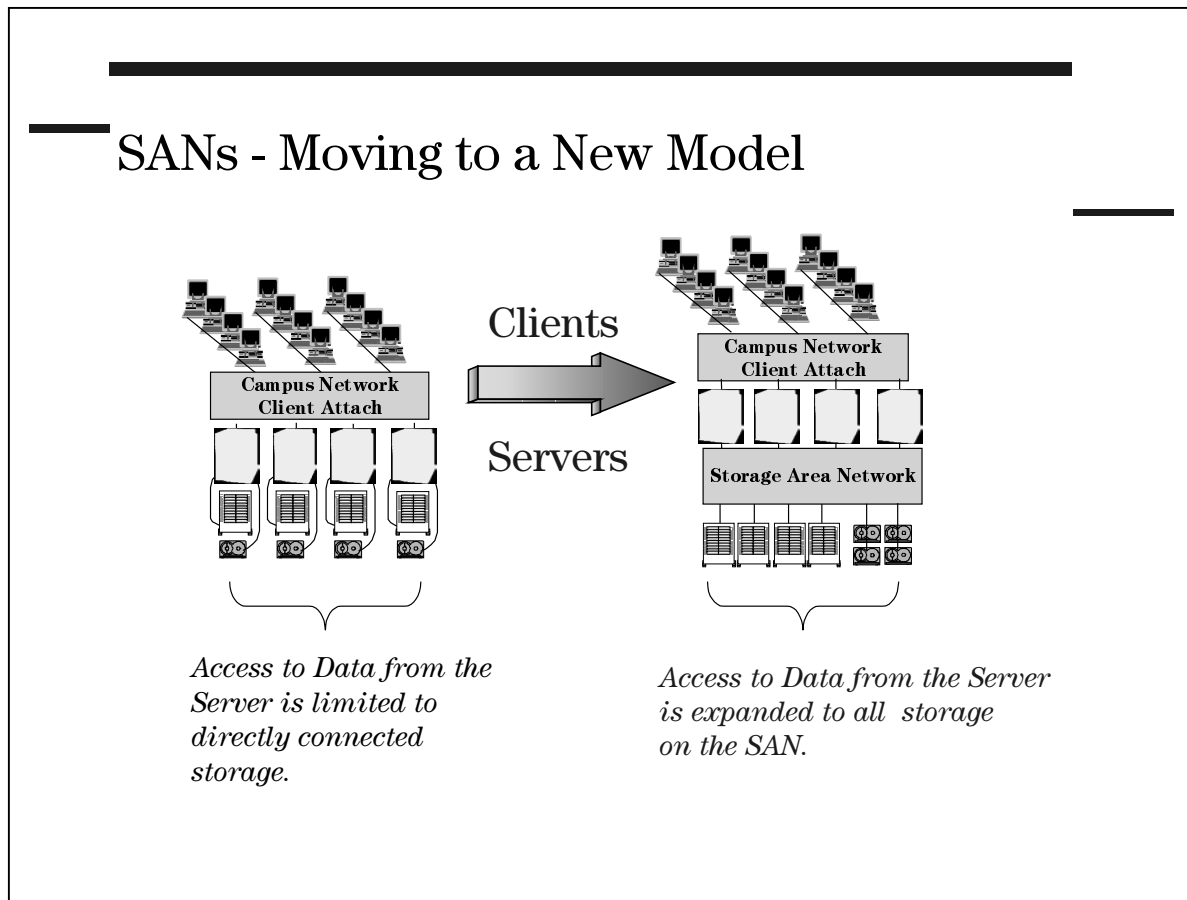 SANs - Moving to a New Model
Clients
Servers
Campus Network
Client Attach
Access to Data from the
Server is limited to
directly connected
storage.
Campus Network
Client Attach
Storage Area Network
Access to Data from the Server
is expanded to all storage
on the SAN.